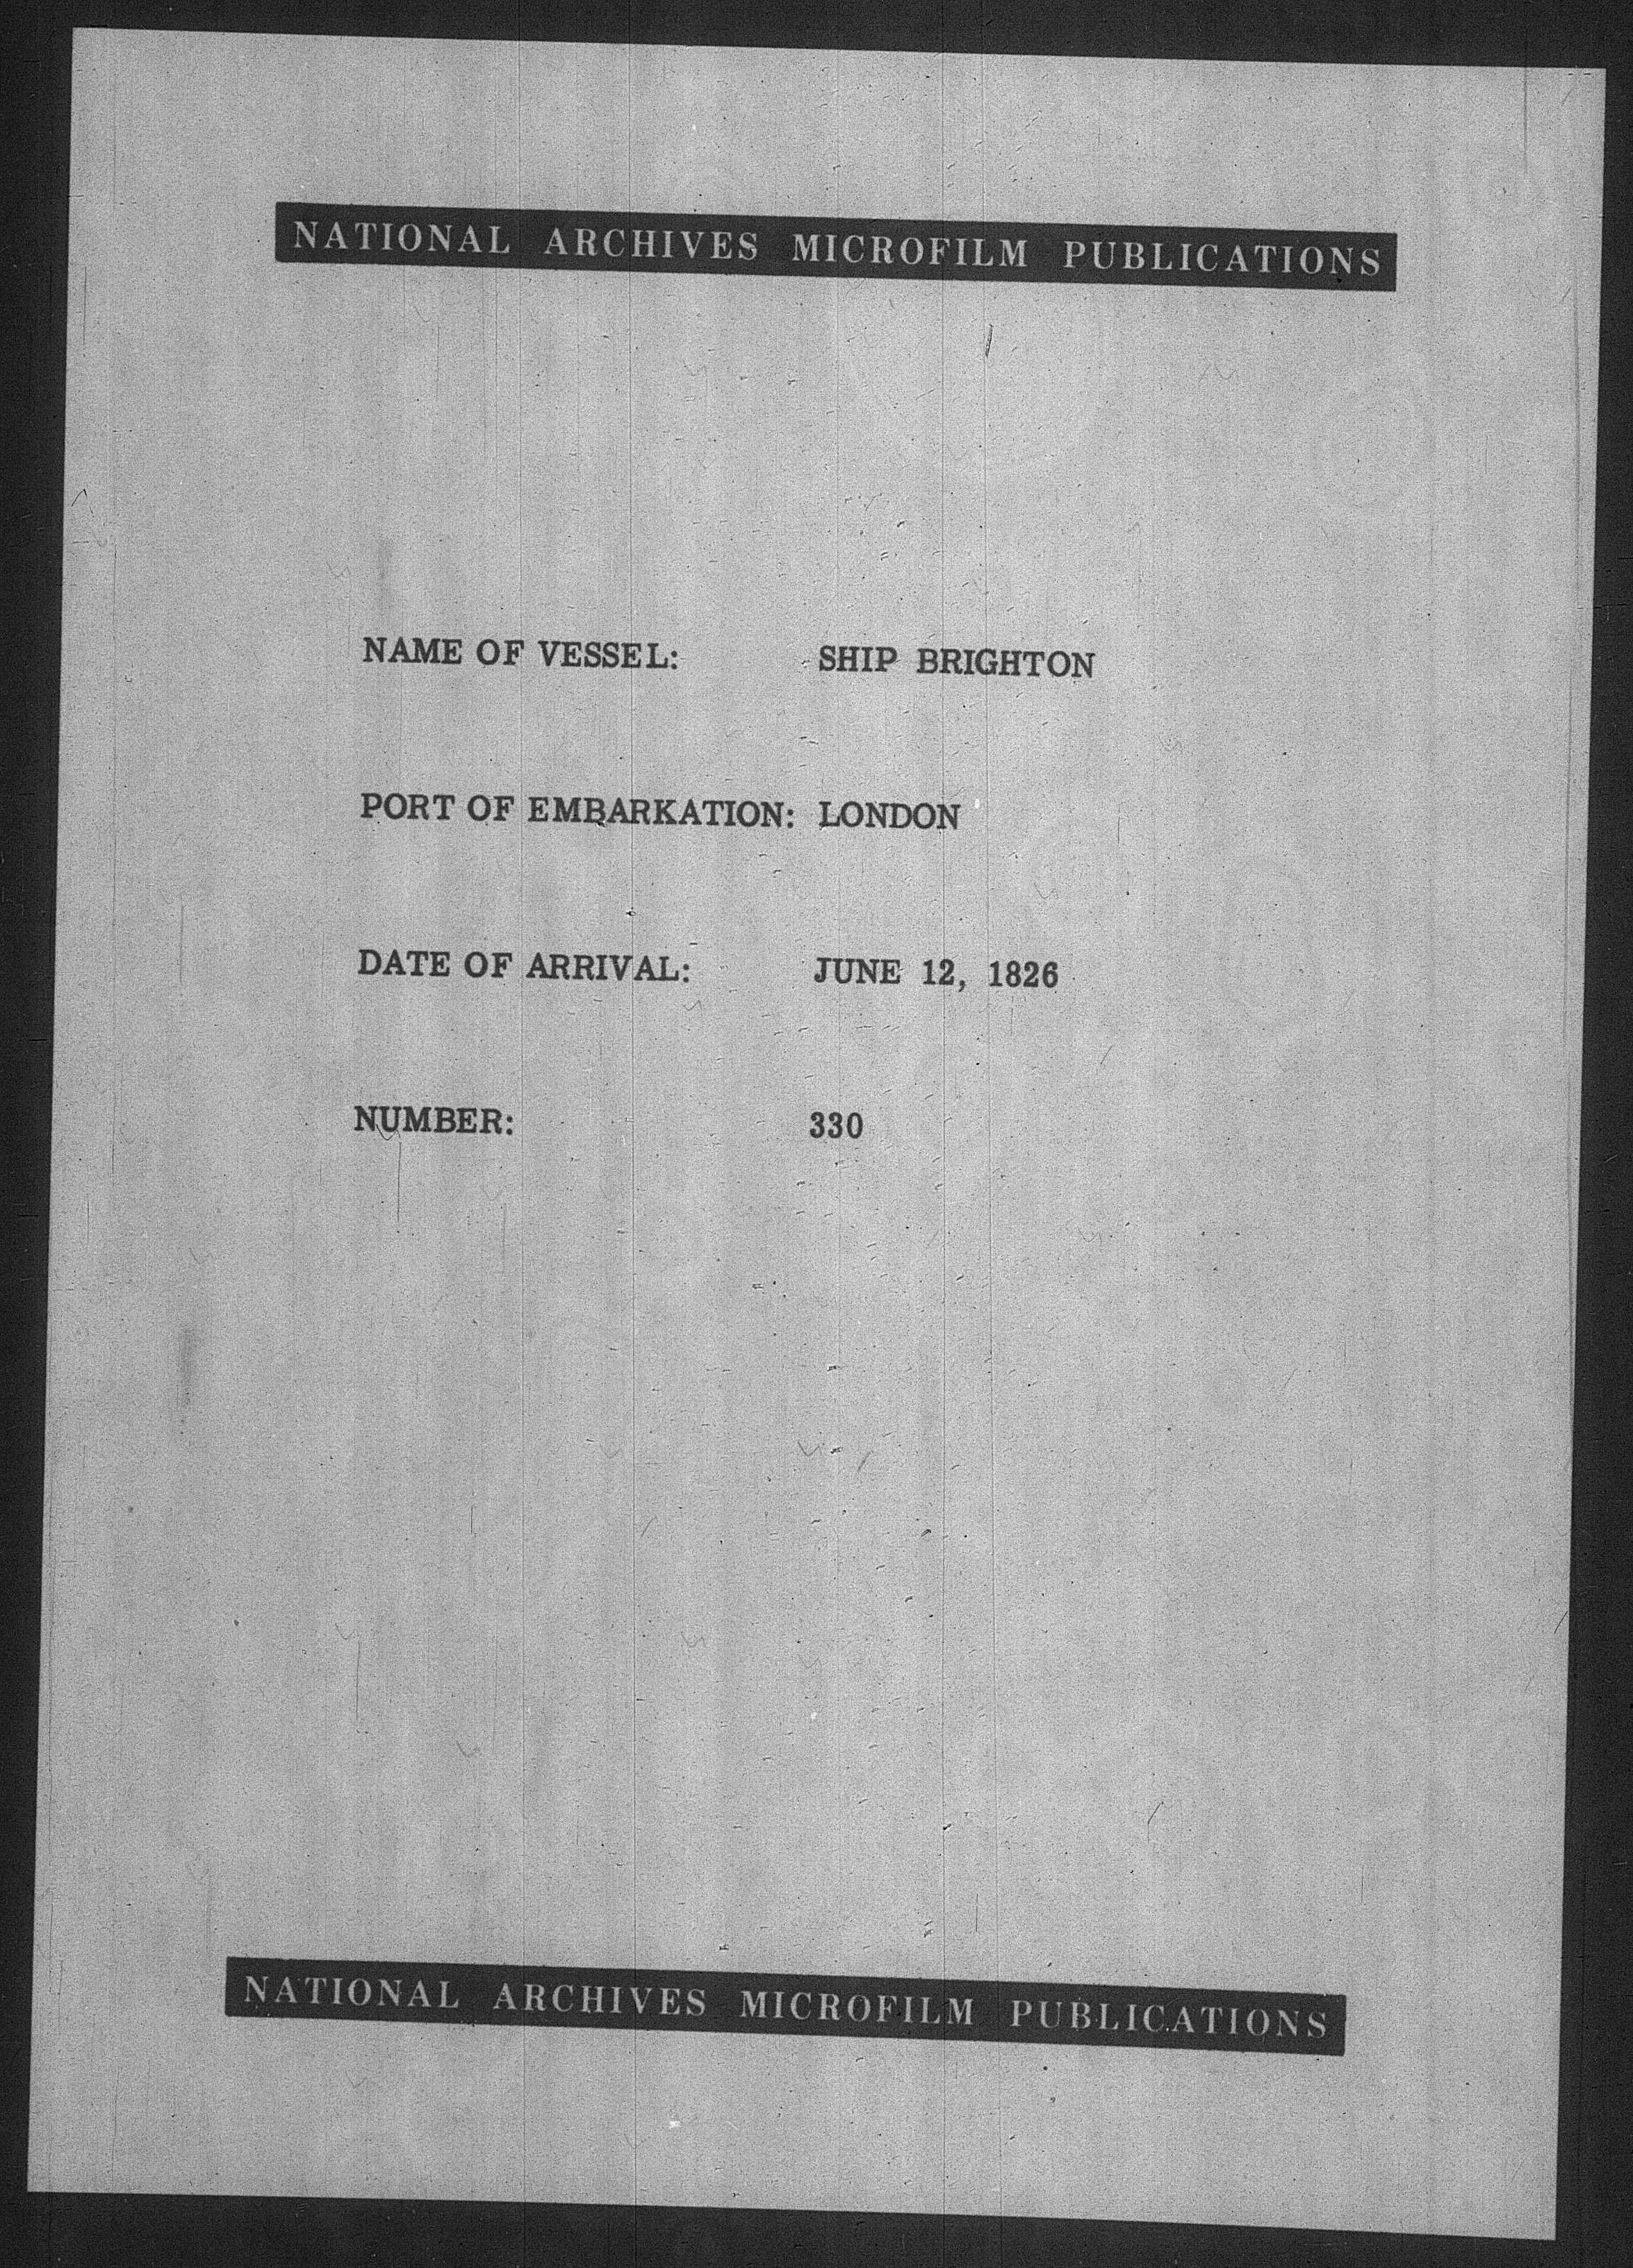 NATIONAL ARCHIVES MICROFILM PUBLICATIONS
NAME OF VESSEL: SHIP BRIGHTON
PORT OF EMBARKATION: LONDON
DATE OF ARRIVAL: JUNE 12, 1826
NUMBER: 330
NATIONAL ARCHIVES MICROFILM PUBLICATIONS